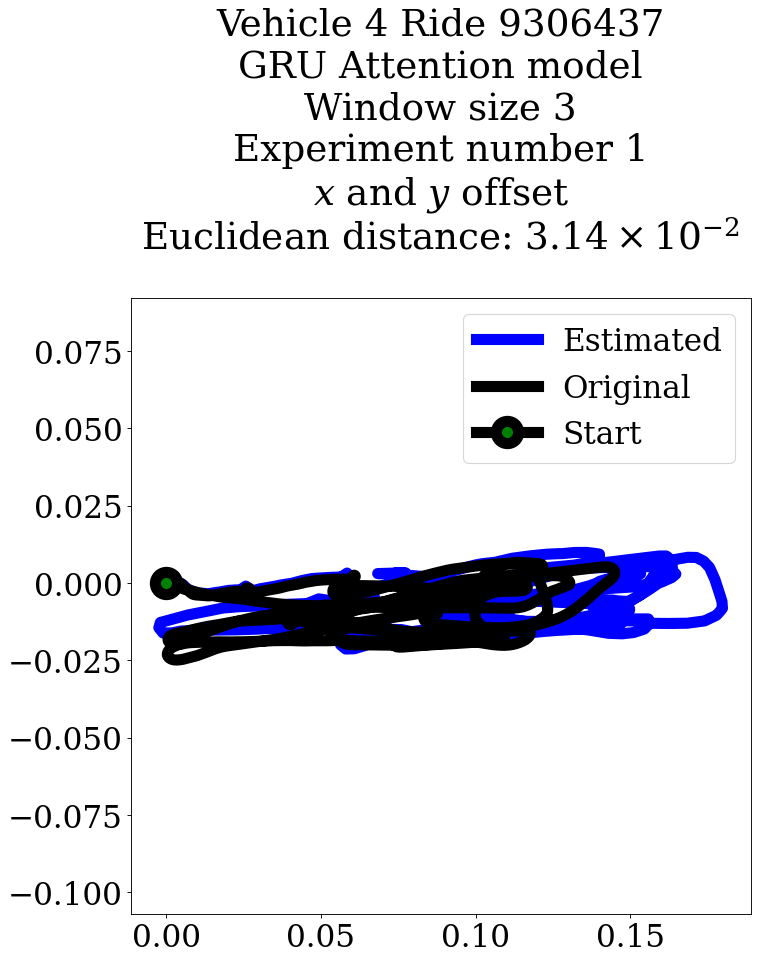 Vehicle 4 Ride 9306437
GRU Attention model
Window size 3
Experiment number 1
x and y offset
Euclidean distance: 3.14 × 10⁻²
Estimated
Original
Start
0.075
0.050
0.025
0.000
−0.025
−0.050
−0.075
−0.100
0.00 0.05 0.10 0.15